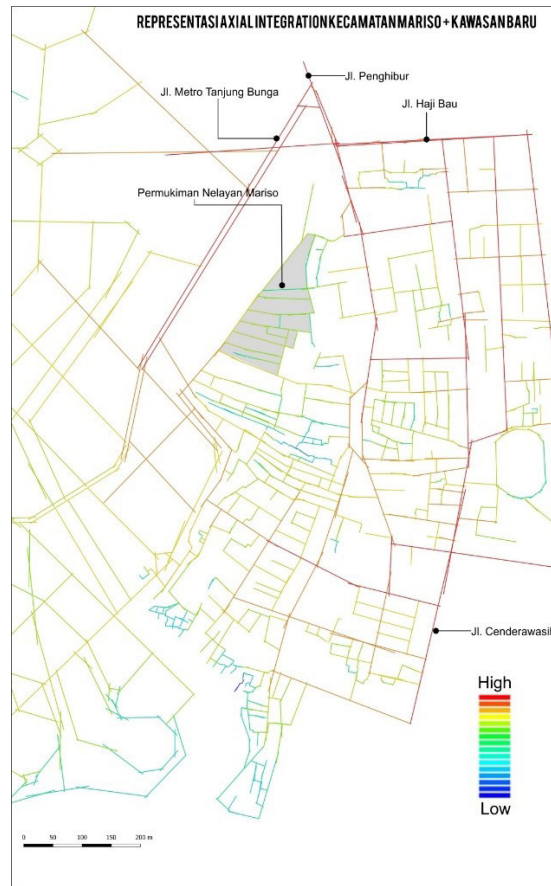 REPRESENTASI AXIAL INTEGRATION KECAMATAN MARISO + KAWASAN BARU
Jl. Penghibur
Jl. Metro Tanjung Bunga
Jl. Haji Bau
Permukiman Nelayan Mariso
Jl. Cenderawasih
High
Low
0 50 100 150 200 m